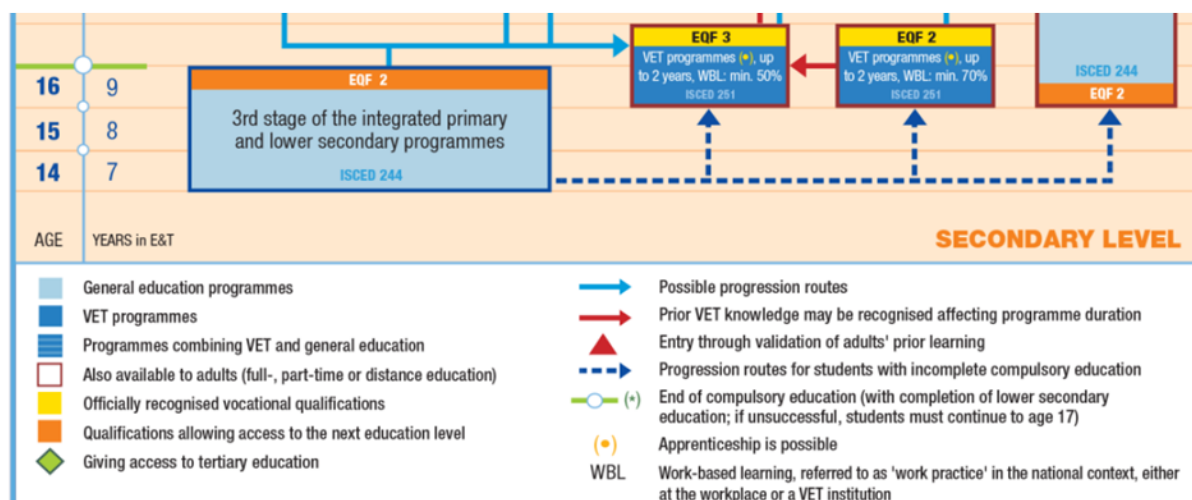 EQF 3
VET programmes (•), up
to 2 years, WBL: min. 50%
ISCED 251
EQF 2
VET programmes (•), up
to 2 years, WBL: min. 70%
ISCED 251
ISCED 244
EQF 2
16 9
15 8
14 7
EQF 2
3rd stage of the integrated primary
and lower secondary programmes
ISCED 244
AGE YEARS in E&T
SECONDARY LEVEL
General education programmes
VET programmes
Programmes combining VET and general education
Also available to adults (full-, part-time or distance education)
Officially recognised vocational qualifications
Qualifications allowing access to the next education level
Giving access to tertiary education
Possible progression routes
Prior VET knowledge may be recognised affecting programme duration
Entry through validation of adults' prior learning
Progression routes for students with incomplete compulsory education
(*) End of compulsory education (with completion of lower secondary
education; if unsuccessful, students must continue to age 17)
(•) Apprenticeship is possible
WBL Work-based learning, referred to as 'work practice' in the national context, either
at the workplace or a VET institution